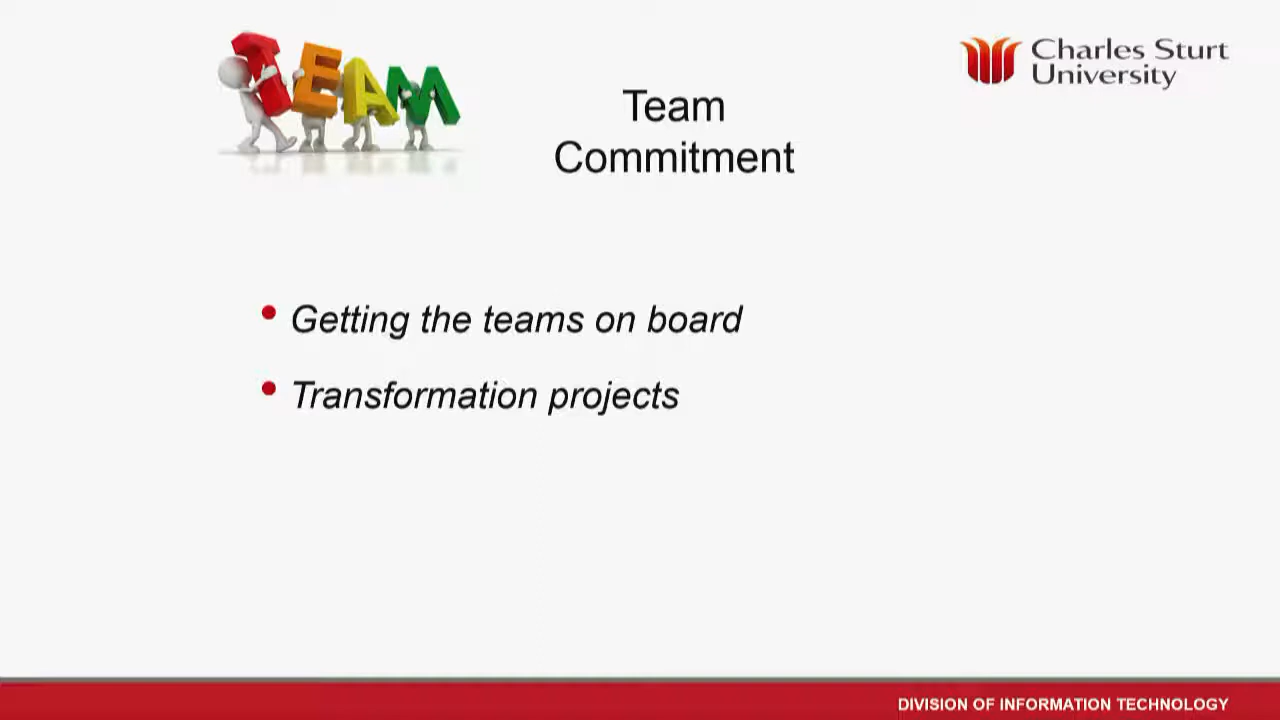 TEAM
Charles Sturt
University
Team
Commitment
• Getting the teams on board
• Transformation projects
DIVISION OF INFORMATION TECHNOLOGY